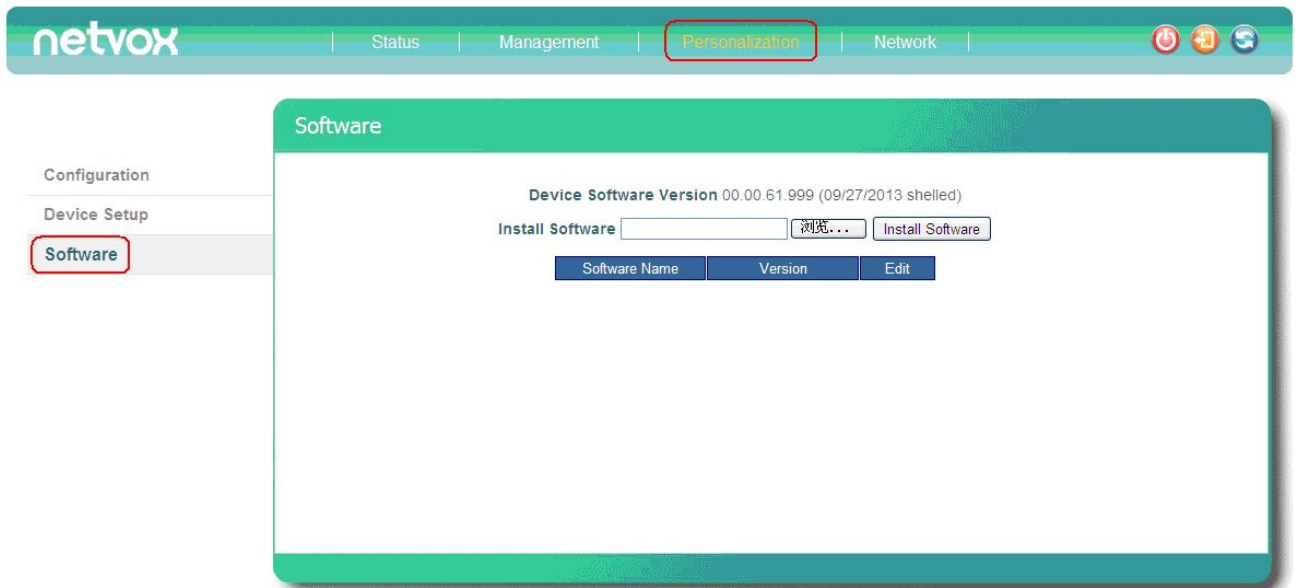 netvox
Status Management Personalization Network
Software
Configuration
Device Setup
Software
Device Software Version 00.00.61.999 (09/27/2013 shelled)
Install Software 浏览... Install Software
Software Name Version Edit